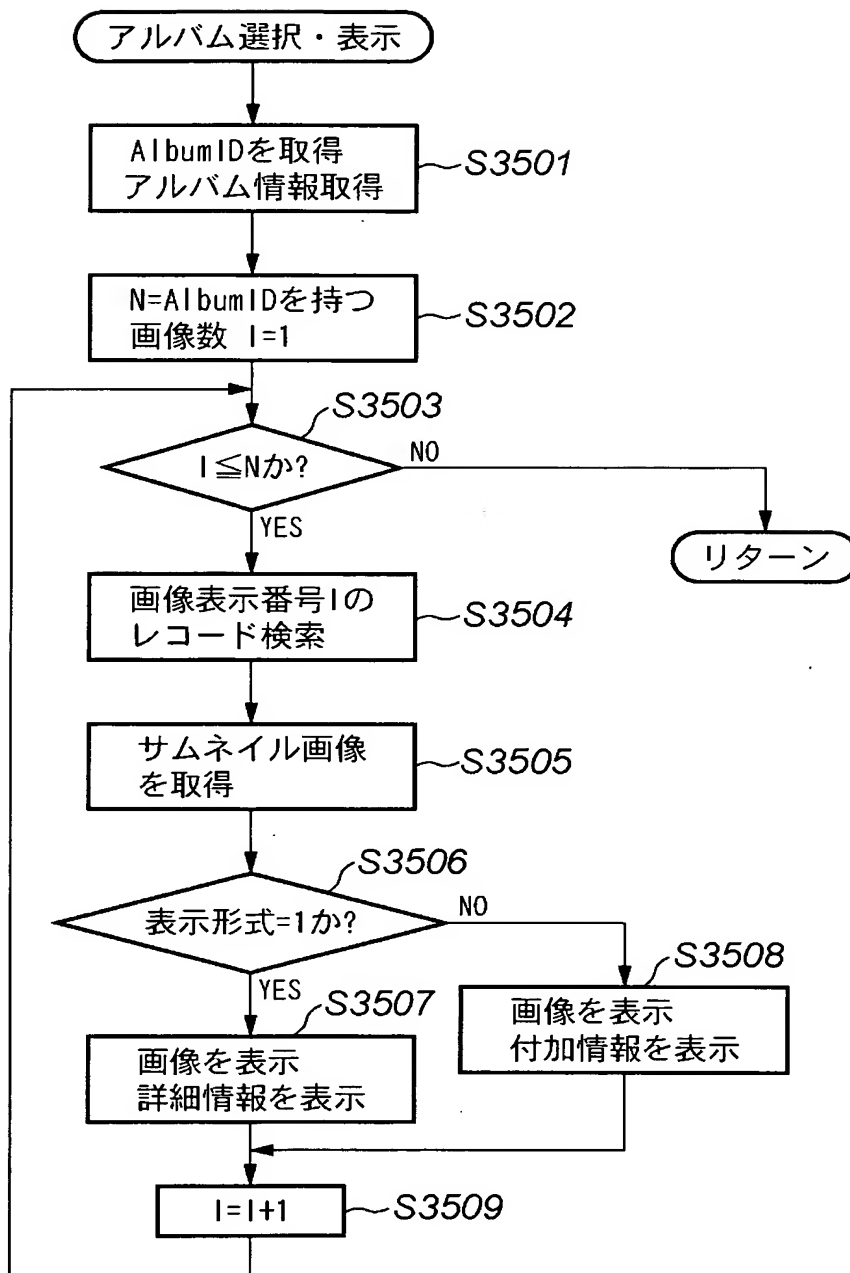 アルバム選択・表示
AlbumIDを取得
アルバム情報取得
S3501
N=AlbumIDを持つ
画像数 I=1
S3502
S3503
I≦Nか?
NO
YES
リターン
画像表示番号Iの
レコード検索
S3504
サムネイル画像
を取得
S3505
S3506
表示形式=1か?
NO
YES
S3507
画像を表示
詳細情報を表示
S3508
画像を表示
付加情報を表示
I=I+1
S3509